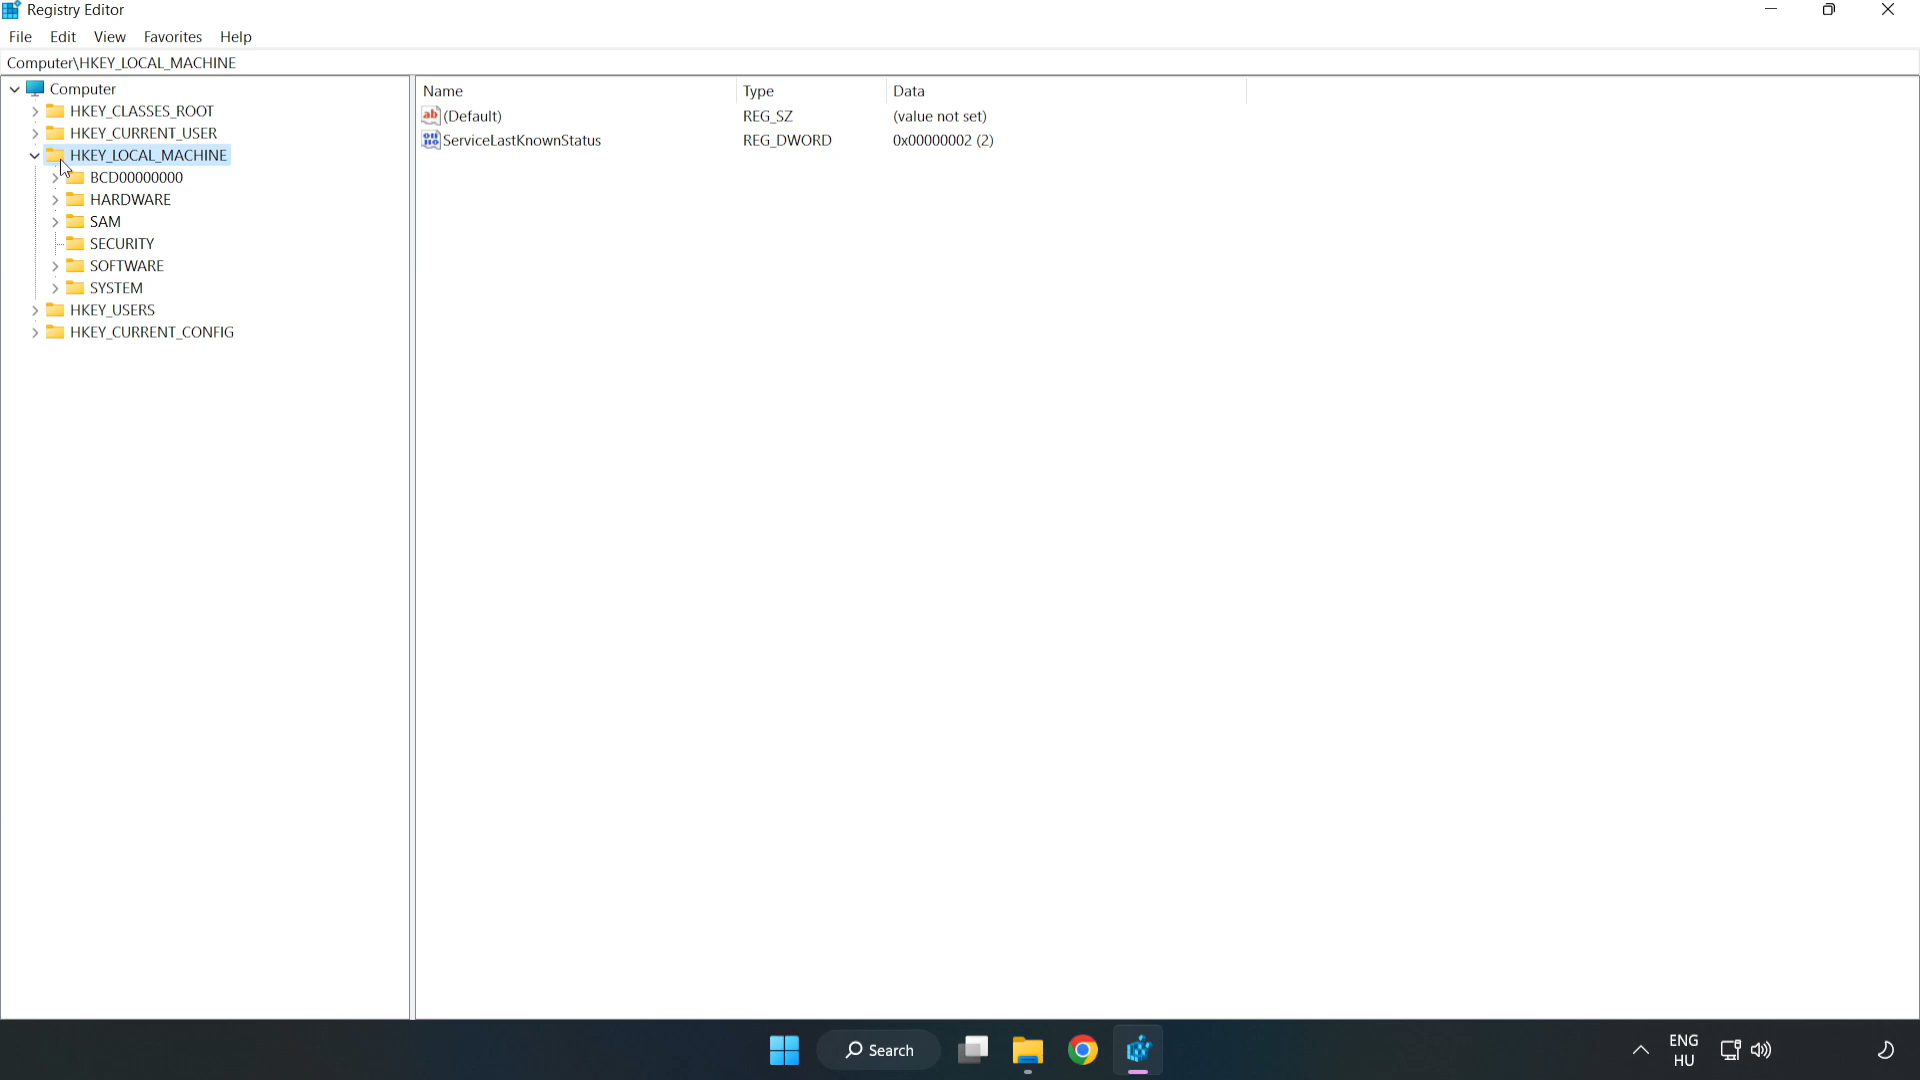 Registry Editor
File Edit View Favorites Help
Computer\HKEY_LOCAL_MACHINE
Computer
HKEY_CLASSES_ROOT
HKEY_CURRENT_USER
HKEY_LOCAL_MACHINE
BCD00000000
HARDWARE
SAM
SECURITY
SOFTWARE
SYSTEM
HKEY_USERS
HKEY_CURRENT_CONFIG
Name Type Data
ab (Default) REG_SZ (value not set)
ServiceLastKnownStatus REG_DWORD 0x00000002 (2)
Search
ENG
HU